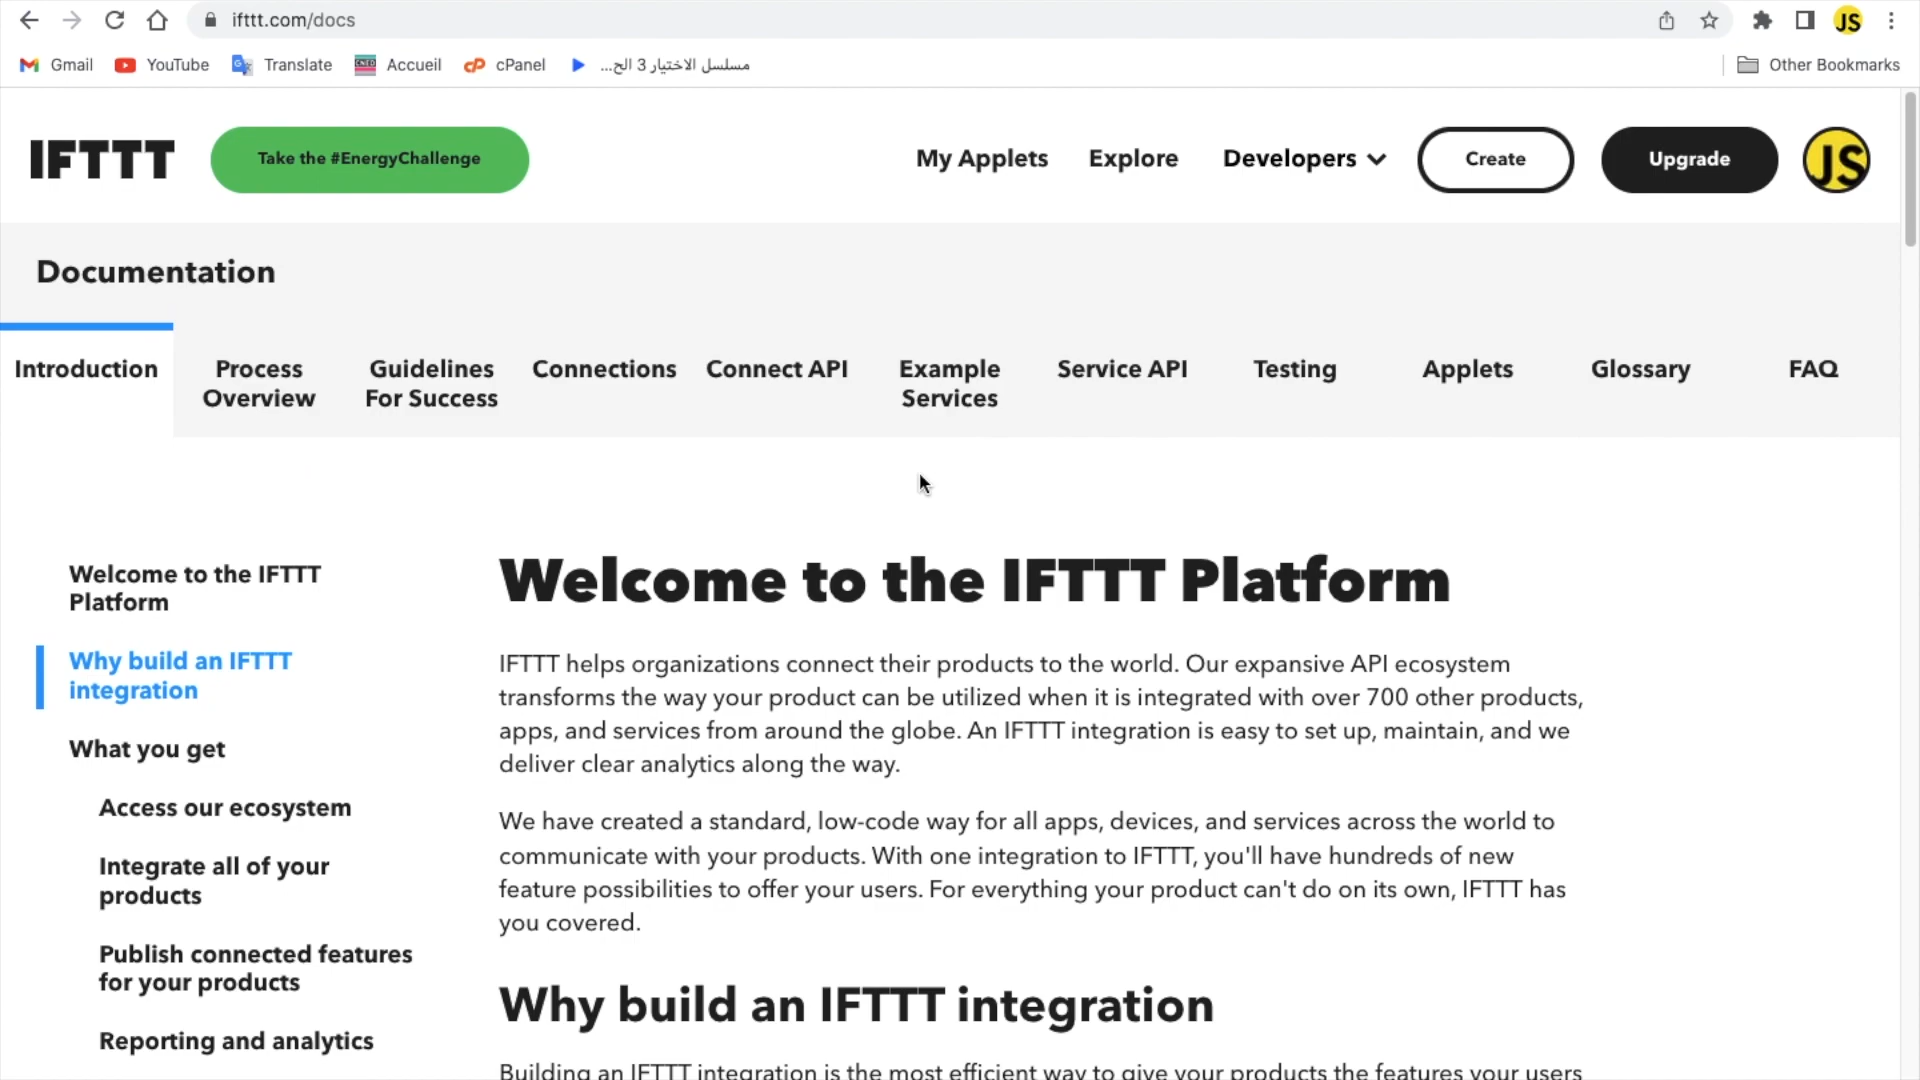 ifttt.com/docs
JS
Gmail
YouTube
Translate
CNED
Accueil
cP
cPanel
مسلسل الاختيار 3 الح...
Other Bookmarks
IFTTT
Take the #EnergyChallenge
My Applets
Explore
Developers
Create
Upgrade
JS
Documentation
Introduction
Process
Overview
Guidelines
For Success
Connections
Connect API
Example
Services
Service API
Testing
Applets
Glossary
FAQ
Welcome to the IFTTT
Platform
Why build an IFTTT
integration
What you get
Access our ecosystem
Integrate all of your
products
Publish connected features
for your products
Reporting and analytics
Welcome to the IFTTT Platform
IFTTT helps organizations connect their products to the world. Our expansive API ecosystem
transforms the way your product can be utilized when it is integrated with over 700 other products,
apps, and services from around the globe. An IFTTT integration is easy to set up, maintain, and we
deliver clear analytics along the way.
We have created a standard, low-code way for all apps, devices, and services across the world to
communicate with your products. With one integration to IFTTT, you'll have hundreds of new
feature possibilities to offer your users. For everything your product can't do on its own, IFTTT has
you covered.
Why build an IFTTT integration
Building an IFTTT integration is the most efficient way to give your products the features your users